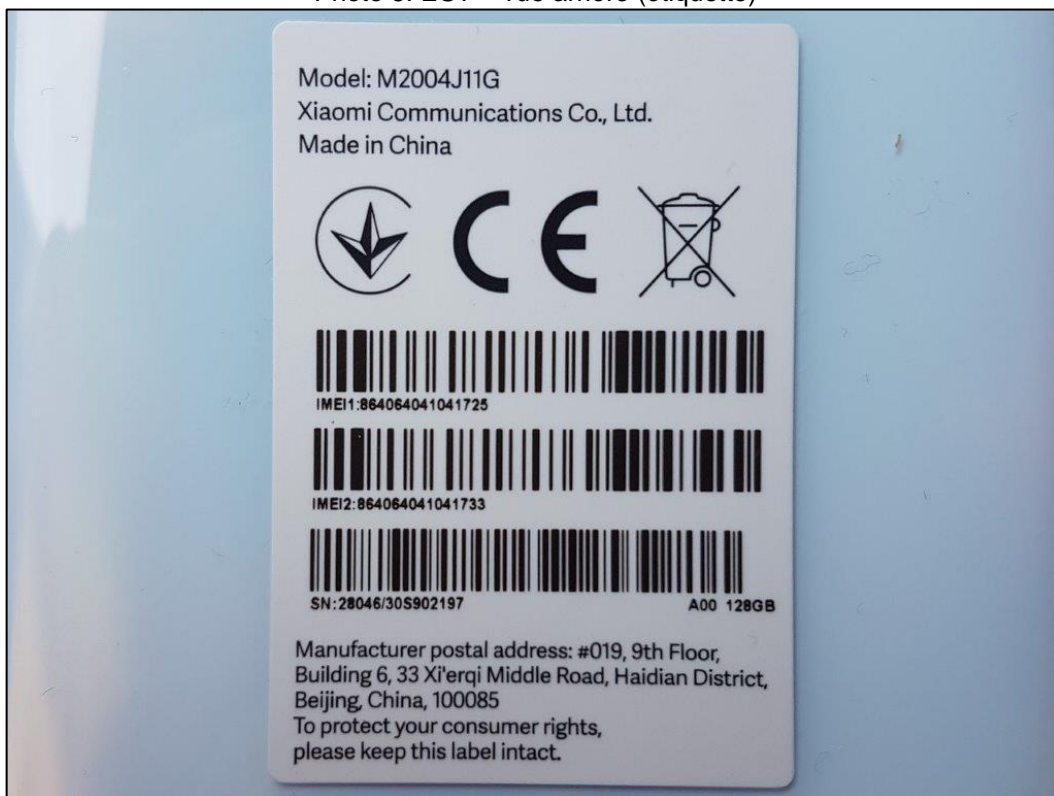 Model: M2004J11G
Xiaomi Communications Co., Ltd.
Made in China
CE
IMEI1:864064041041725
IMEI2:864064041041733
SN:28046/30S902197
A00 128GB
Manufacturer postal address: #019, 9th Floor,
Building 6, 33 Xi'erqi Middle Road, Haidian District,
Beijing, China, 100085
To protect your consumer rights,
please keep this label intact.